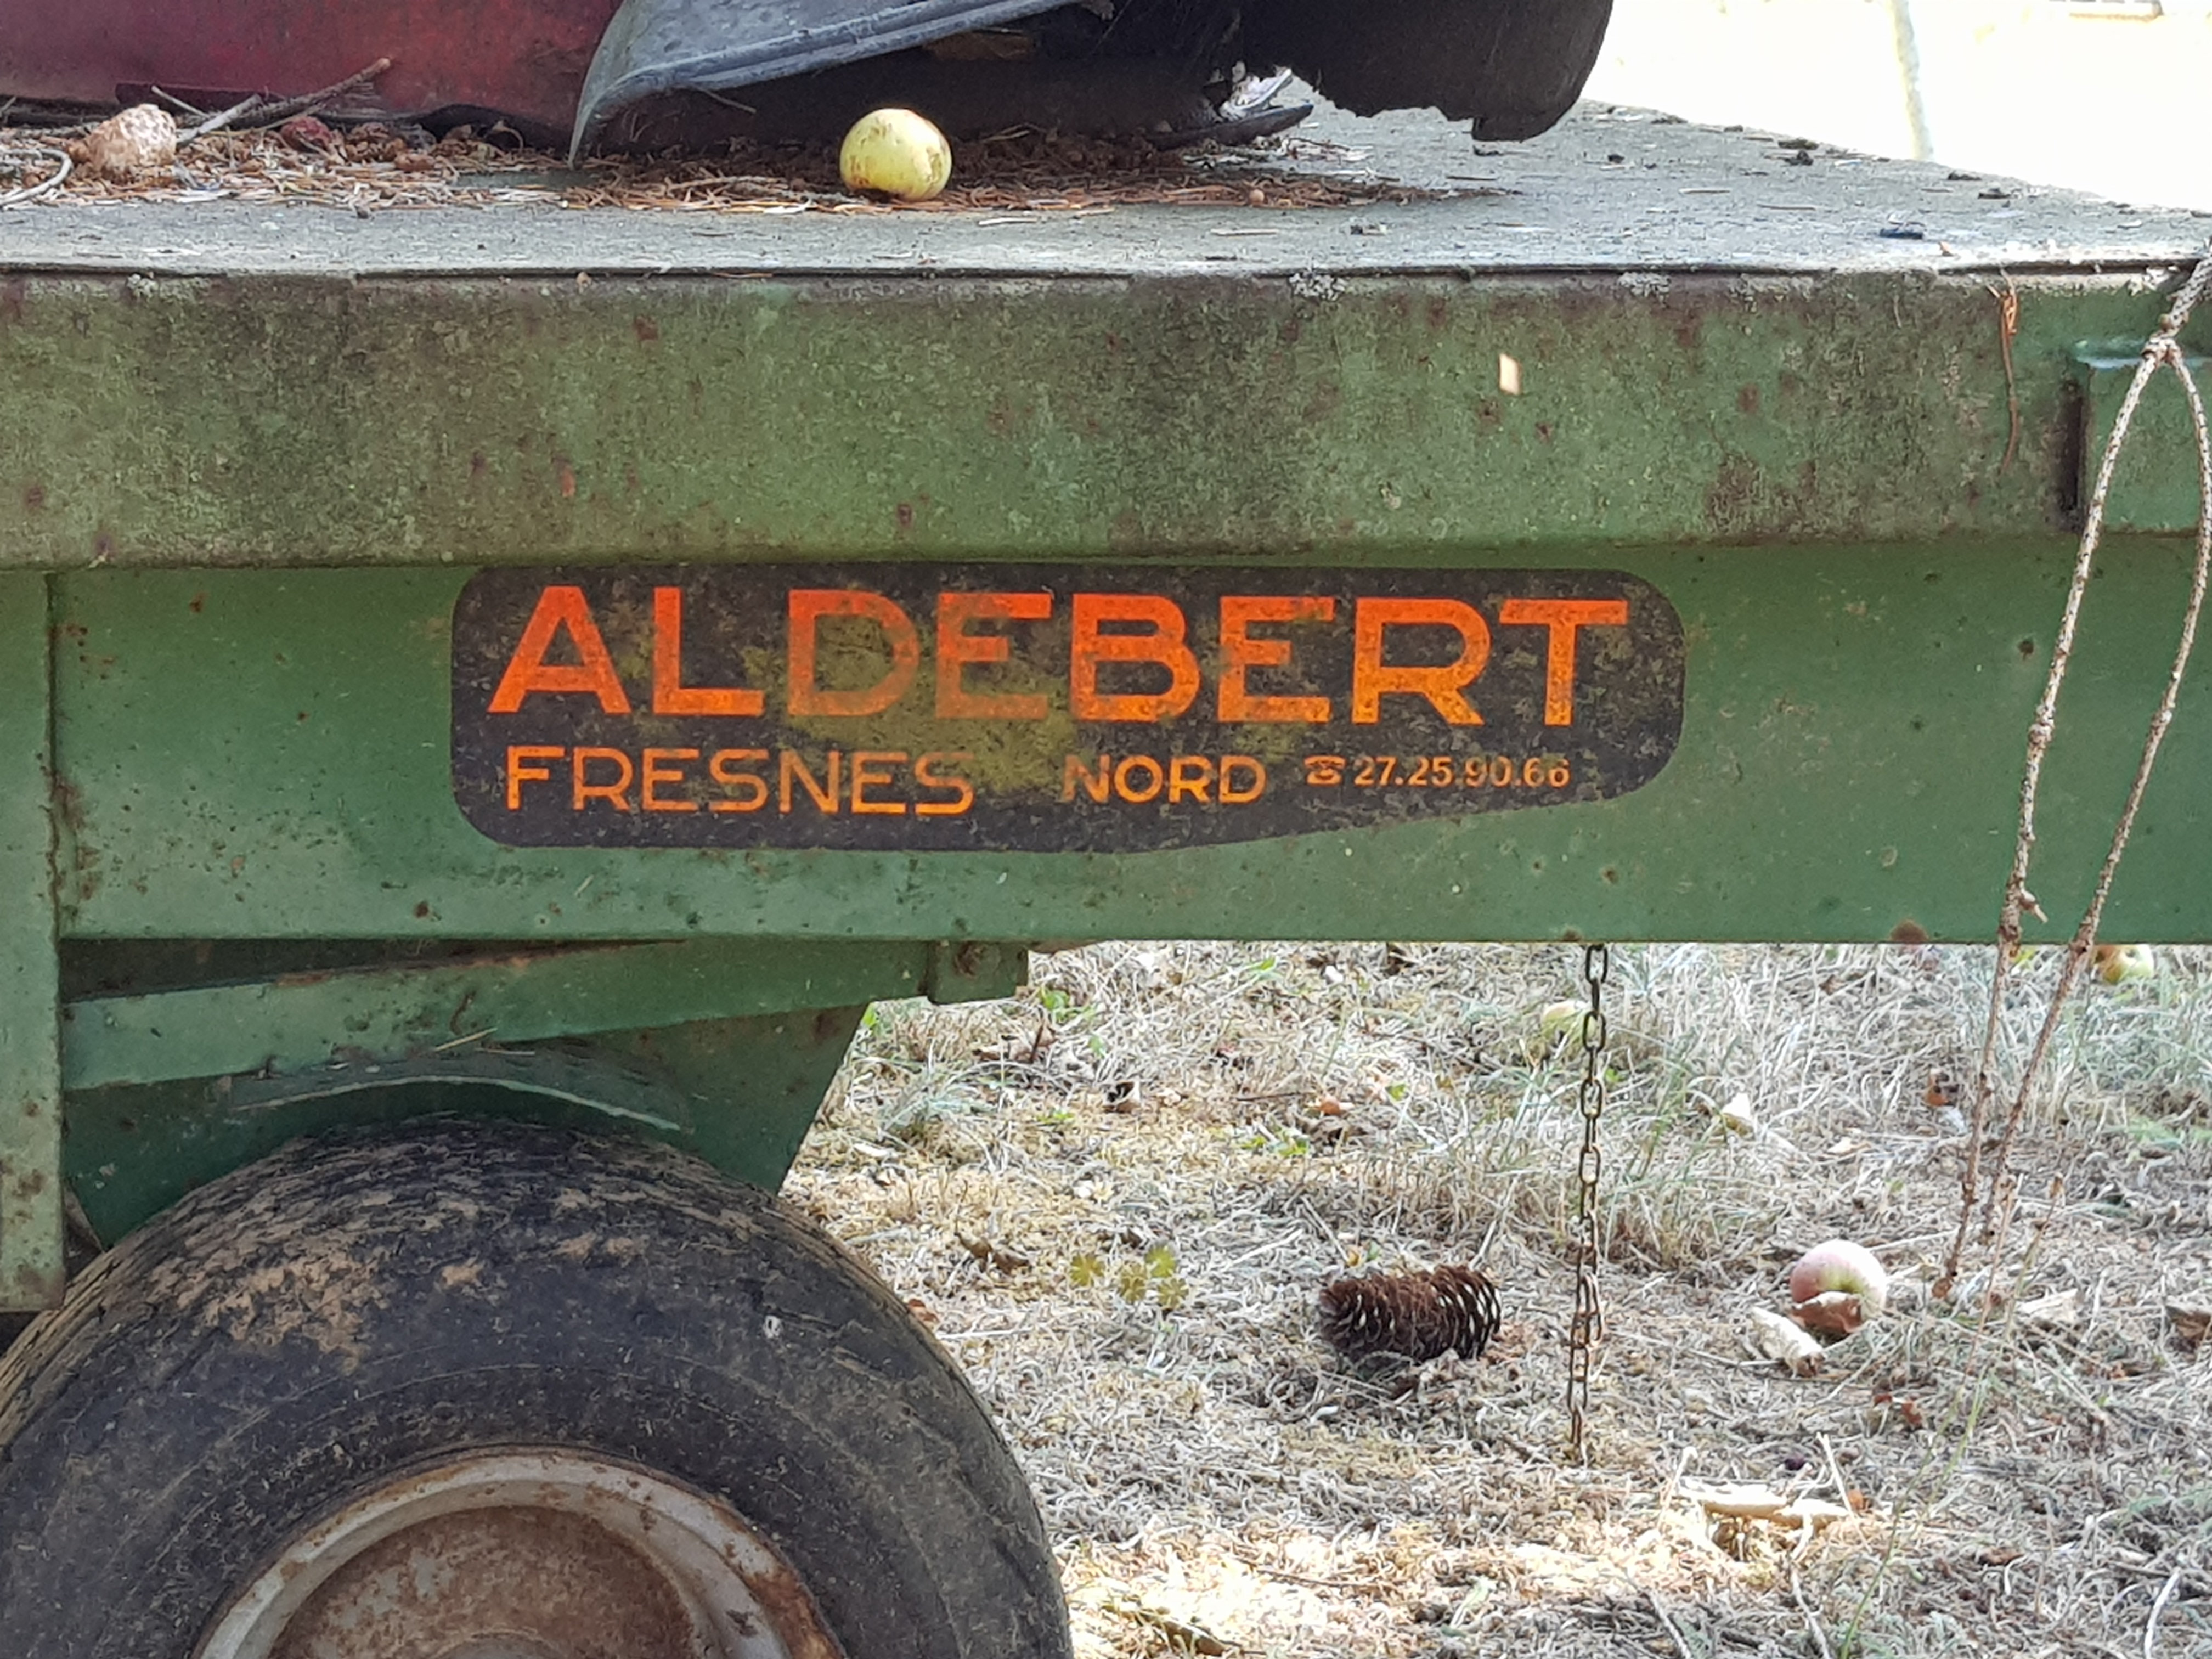 ALDEBERT
FRESNES NORD ☎ 27.25.90.66